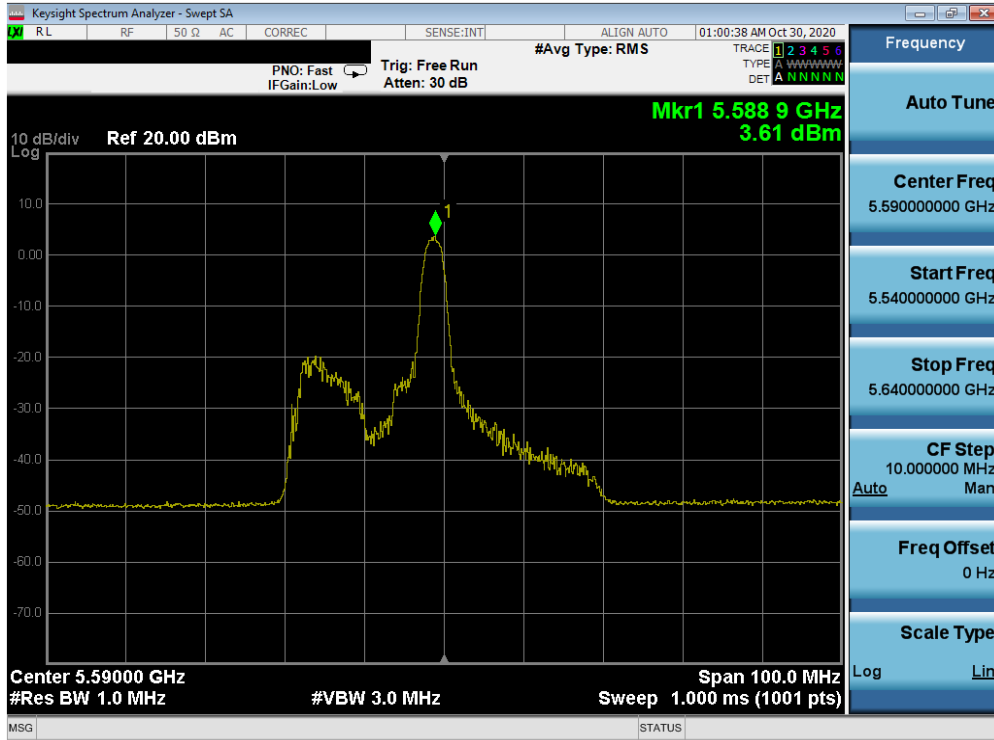 Keysight Spectrum Analyzer - Swept SA
LXI RL RF 50 Ω AC CORREC SENSE:INT ALIGN AUTO 01:00:38 AM Oct 30, 2020
#Avg Type: RMS TRACE 1 2 3 4 5 6
PNO: Fast Trig: Free Run TYPE A WWWWW
IFGain:Low Atten: 30 dB DET A N N N N N
Mkr1 5.588 9 GHz
3.61 dBm
10 dB/div Ref 20.00 dBm
Log
10.0
1
0.00
-10.0
-20.0
-30.0
-40.0
-50.0
-60.0
-70.0
Center 5.59000 GHz Span 100.0 MHz
#Res BW 1.0 MHz #VBW 3.0 MHz Sweep 1.000 ms (1001 pts)
MSG STATUS
Frequency
Auto Tune
Center Freq
5.590000000 GHz
Start Freq
5.540000000 GHz
Stop Freq
5.640000000 GHz
CF Step
10.000000 MHz
Auto Man
Freq Offset
0 Hz
Scale Type
Log Lin